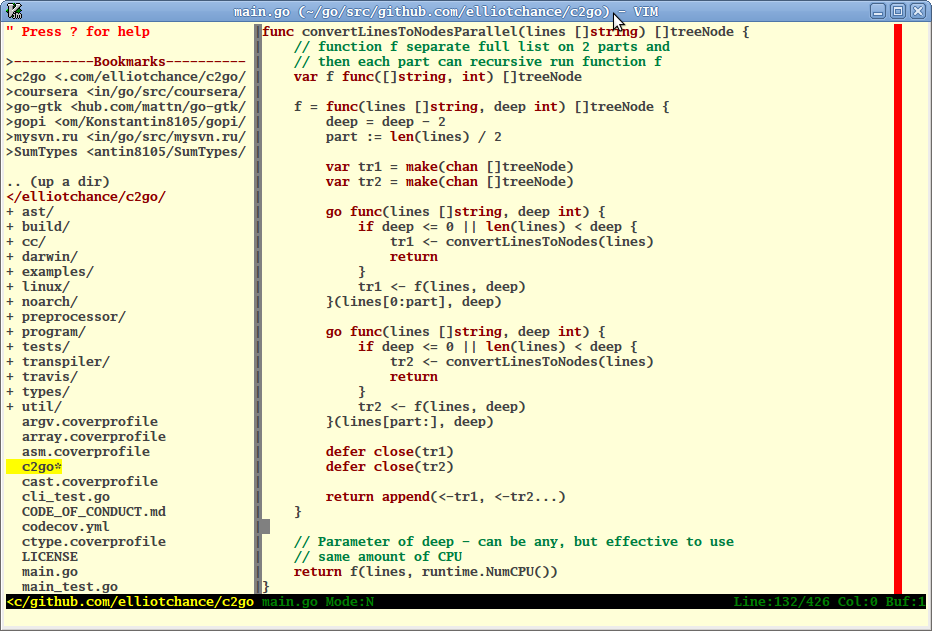 main.go (~/go/src/github.com/elliotchance/c2go) - VIM
" Press ? for help
>----------Bookmarks----------
>c2go <.com/elliotchance/c2go/
>coursera </in/go/src/coursera/
>go-gtk <hub.com/mattn/go-gtk/
>gopi <om/Konstantin8105/gopi/
>mysvn.ru <in/go/src/mysvn.ru/
>SumTypes <antin8105/SumTypes/
.. (up a dir)
</elliotchance/c2go/
+ ast/
+ build/
+ cc/
+ darwin/
+ examples/
+ linux/
+ noarch/
+ preprocessor/
+ program/
+ tests/
+ transpiler/
+ travis/
+ types/
+ util/
argv.coverprofile
array.coverprofile
asm.coverprofile
c2go*
cast.coverprofile
cli_test.go
CODE_OF_CONDUCT.md
codecov.yml
ctype.coverprofile
LICENSE
main.go
main_test.go
func convertLinesToNodesParallel(lines []string) []treeNode {
    // function f separate full list on 2 parts and
    // then each part can recursive run function f
    var f func([]string, int) []treeNode

    f = func(lines []string, deep int) []treeNode {
        deep = deep - 2
        part := len(lines) / 2

        var tr1 = make(chan []treeNode)
        var tr2 = make(chan []treeNode)

        go func(lines []string, deep int) {
            if deep <= 0 || len(lines) < deep {
                tr1 <- convertLinesToNodes(lines)
                return
            }
            tr1 <- f(lines, deep)
        }(lines[0:part], deep)

        go func(lines []string, deep int) {
            if deep <= 0 || len(lines) < deep {
                tr2 <- convertLinesToNodes(lines)
                return
            }
            tr2 <- f(lines, deep)
        }(lines[part:], deep)

        defer close(tr1)
        defer close(tr2)

        return append(<-tr1, <-tr2...)
    }

    // Parameter of deep - can be any, but effective to use
    // same amount of CPU
    return f(lines, runtime.NumCPU())
}
<c/github.com/elliotchance/c2go main.go Mode:N Line:132/426 Col:0 Buf:1